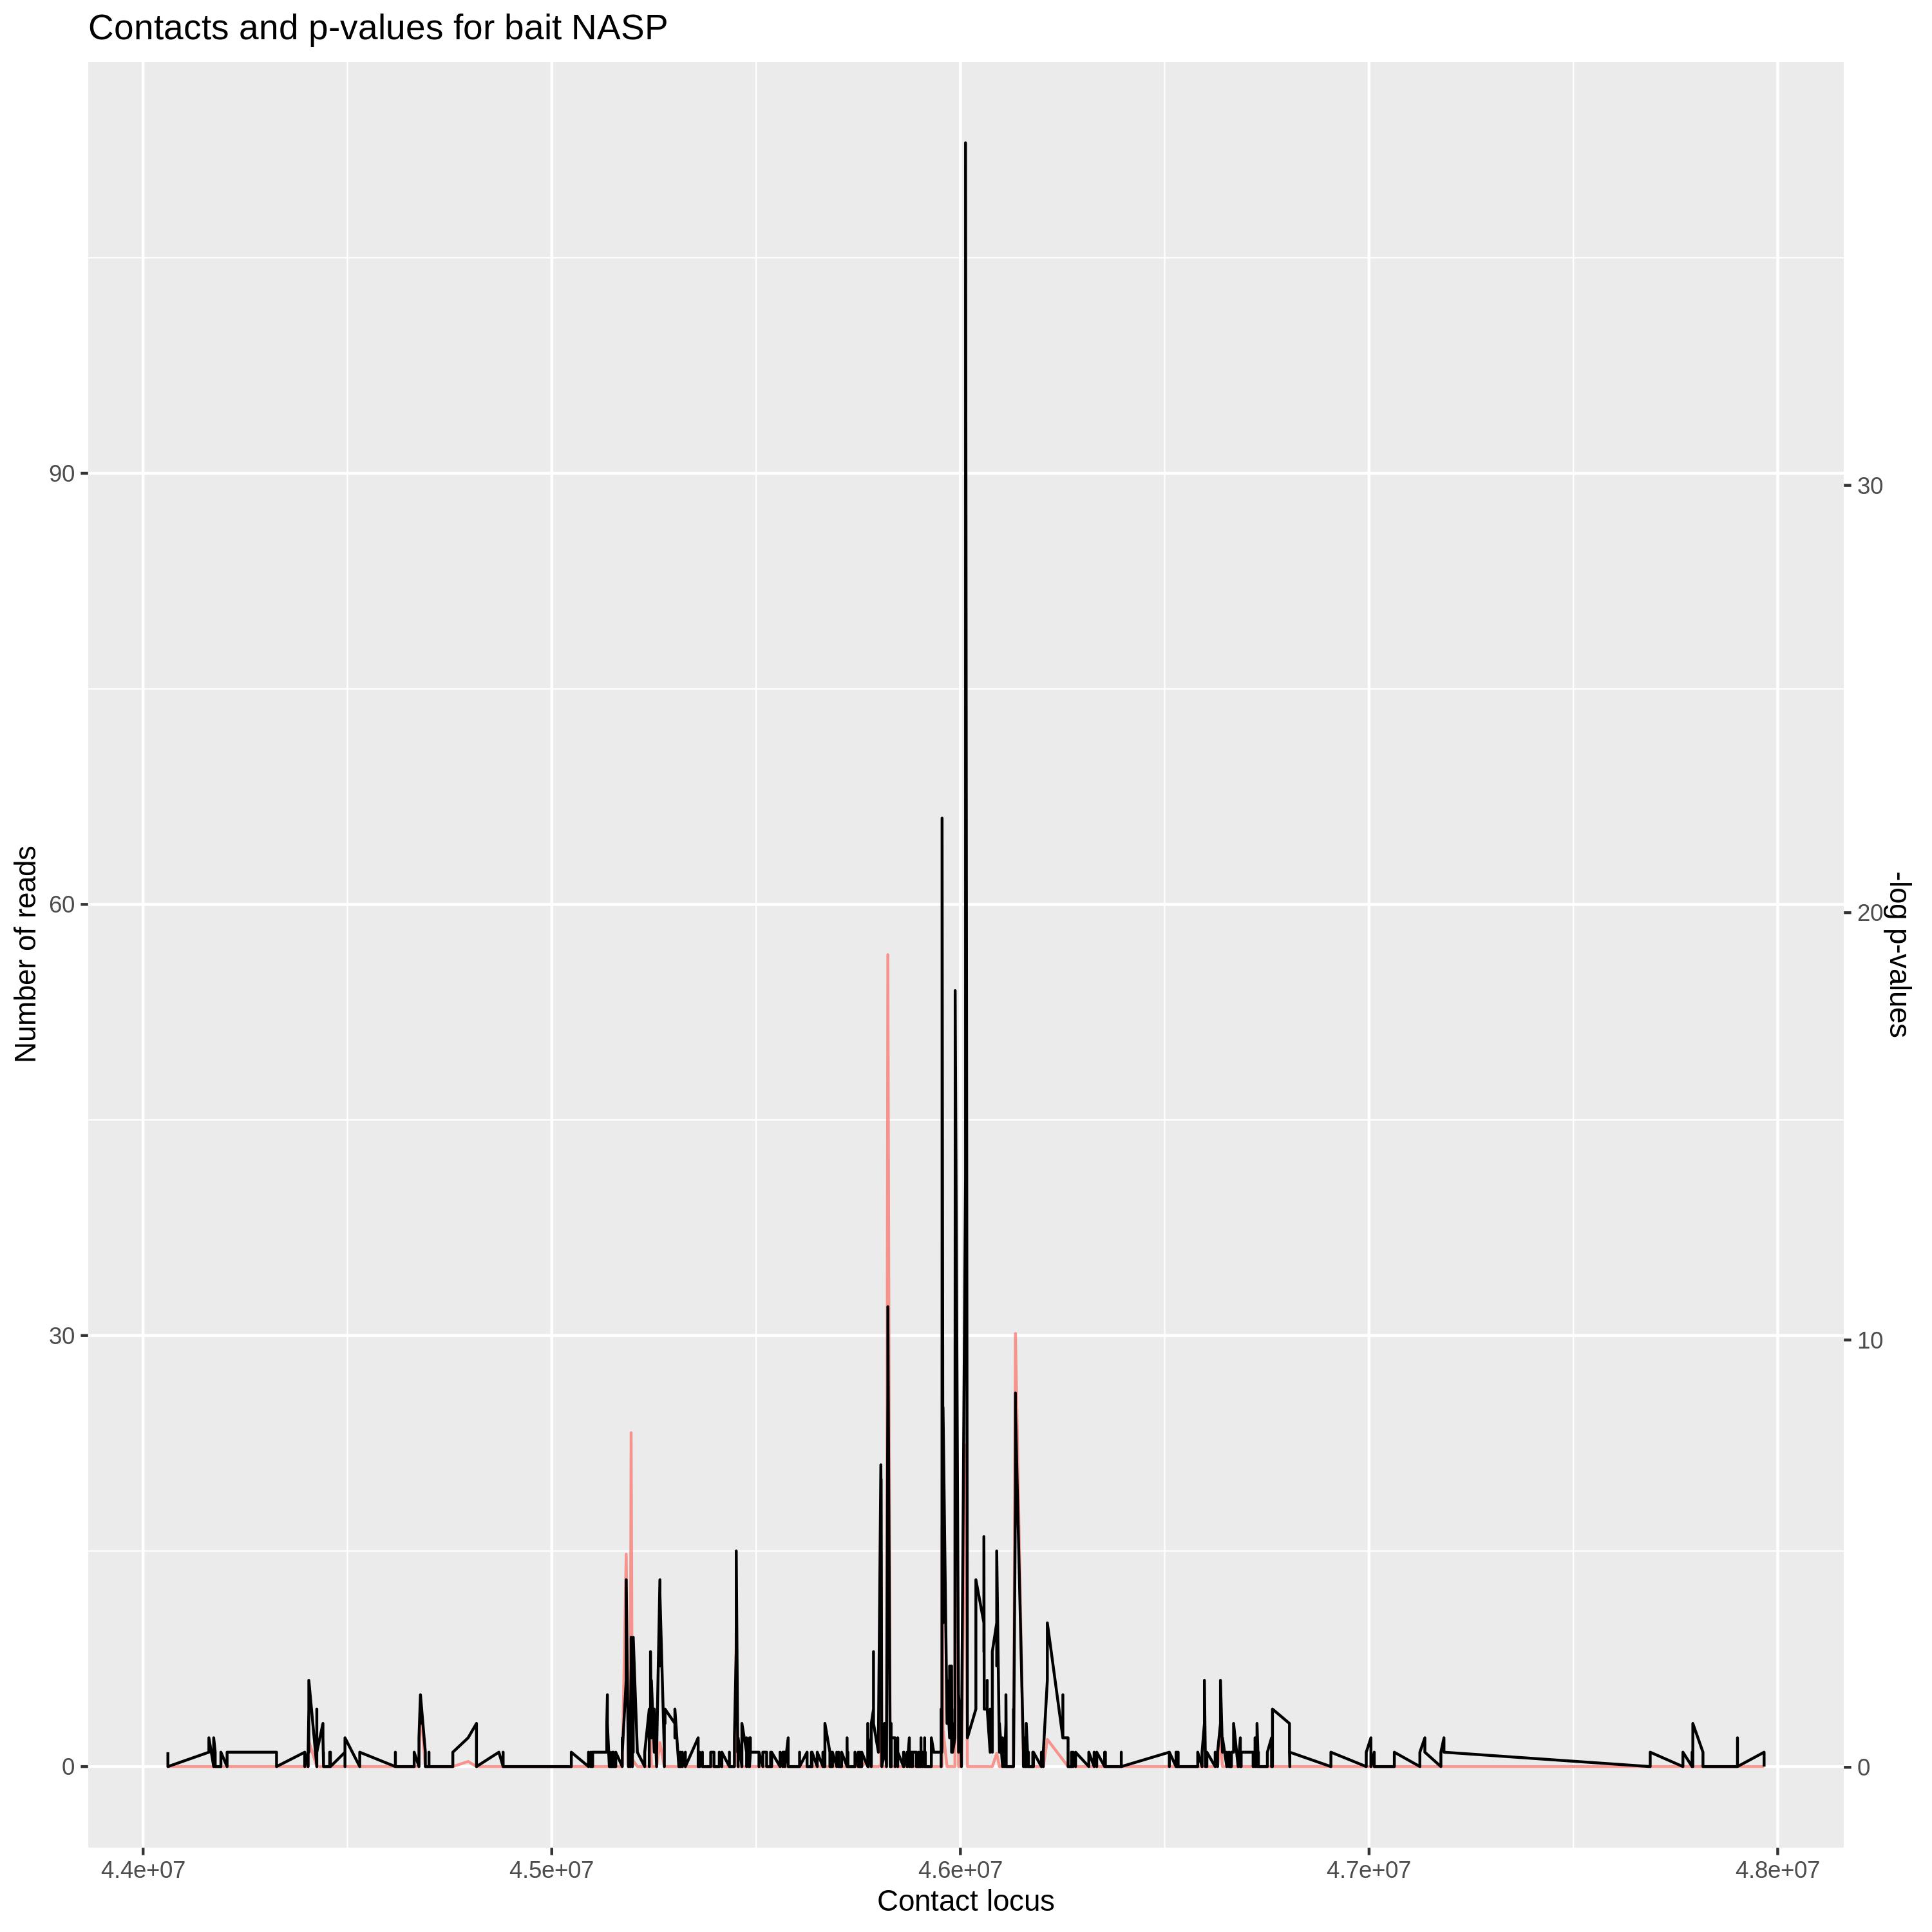 Contacts and p-values for bait NASP
Number of reads
90
60
30
0
30
20
10
0
-log p-values
4.4e+07 4.5e+07 4.6e+07 4.7e+07 4.8e+07
Contact locus